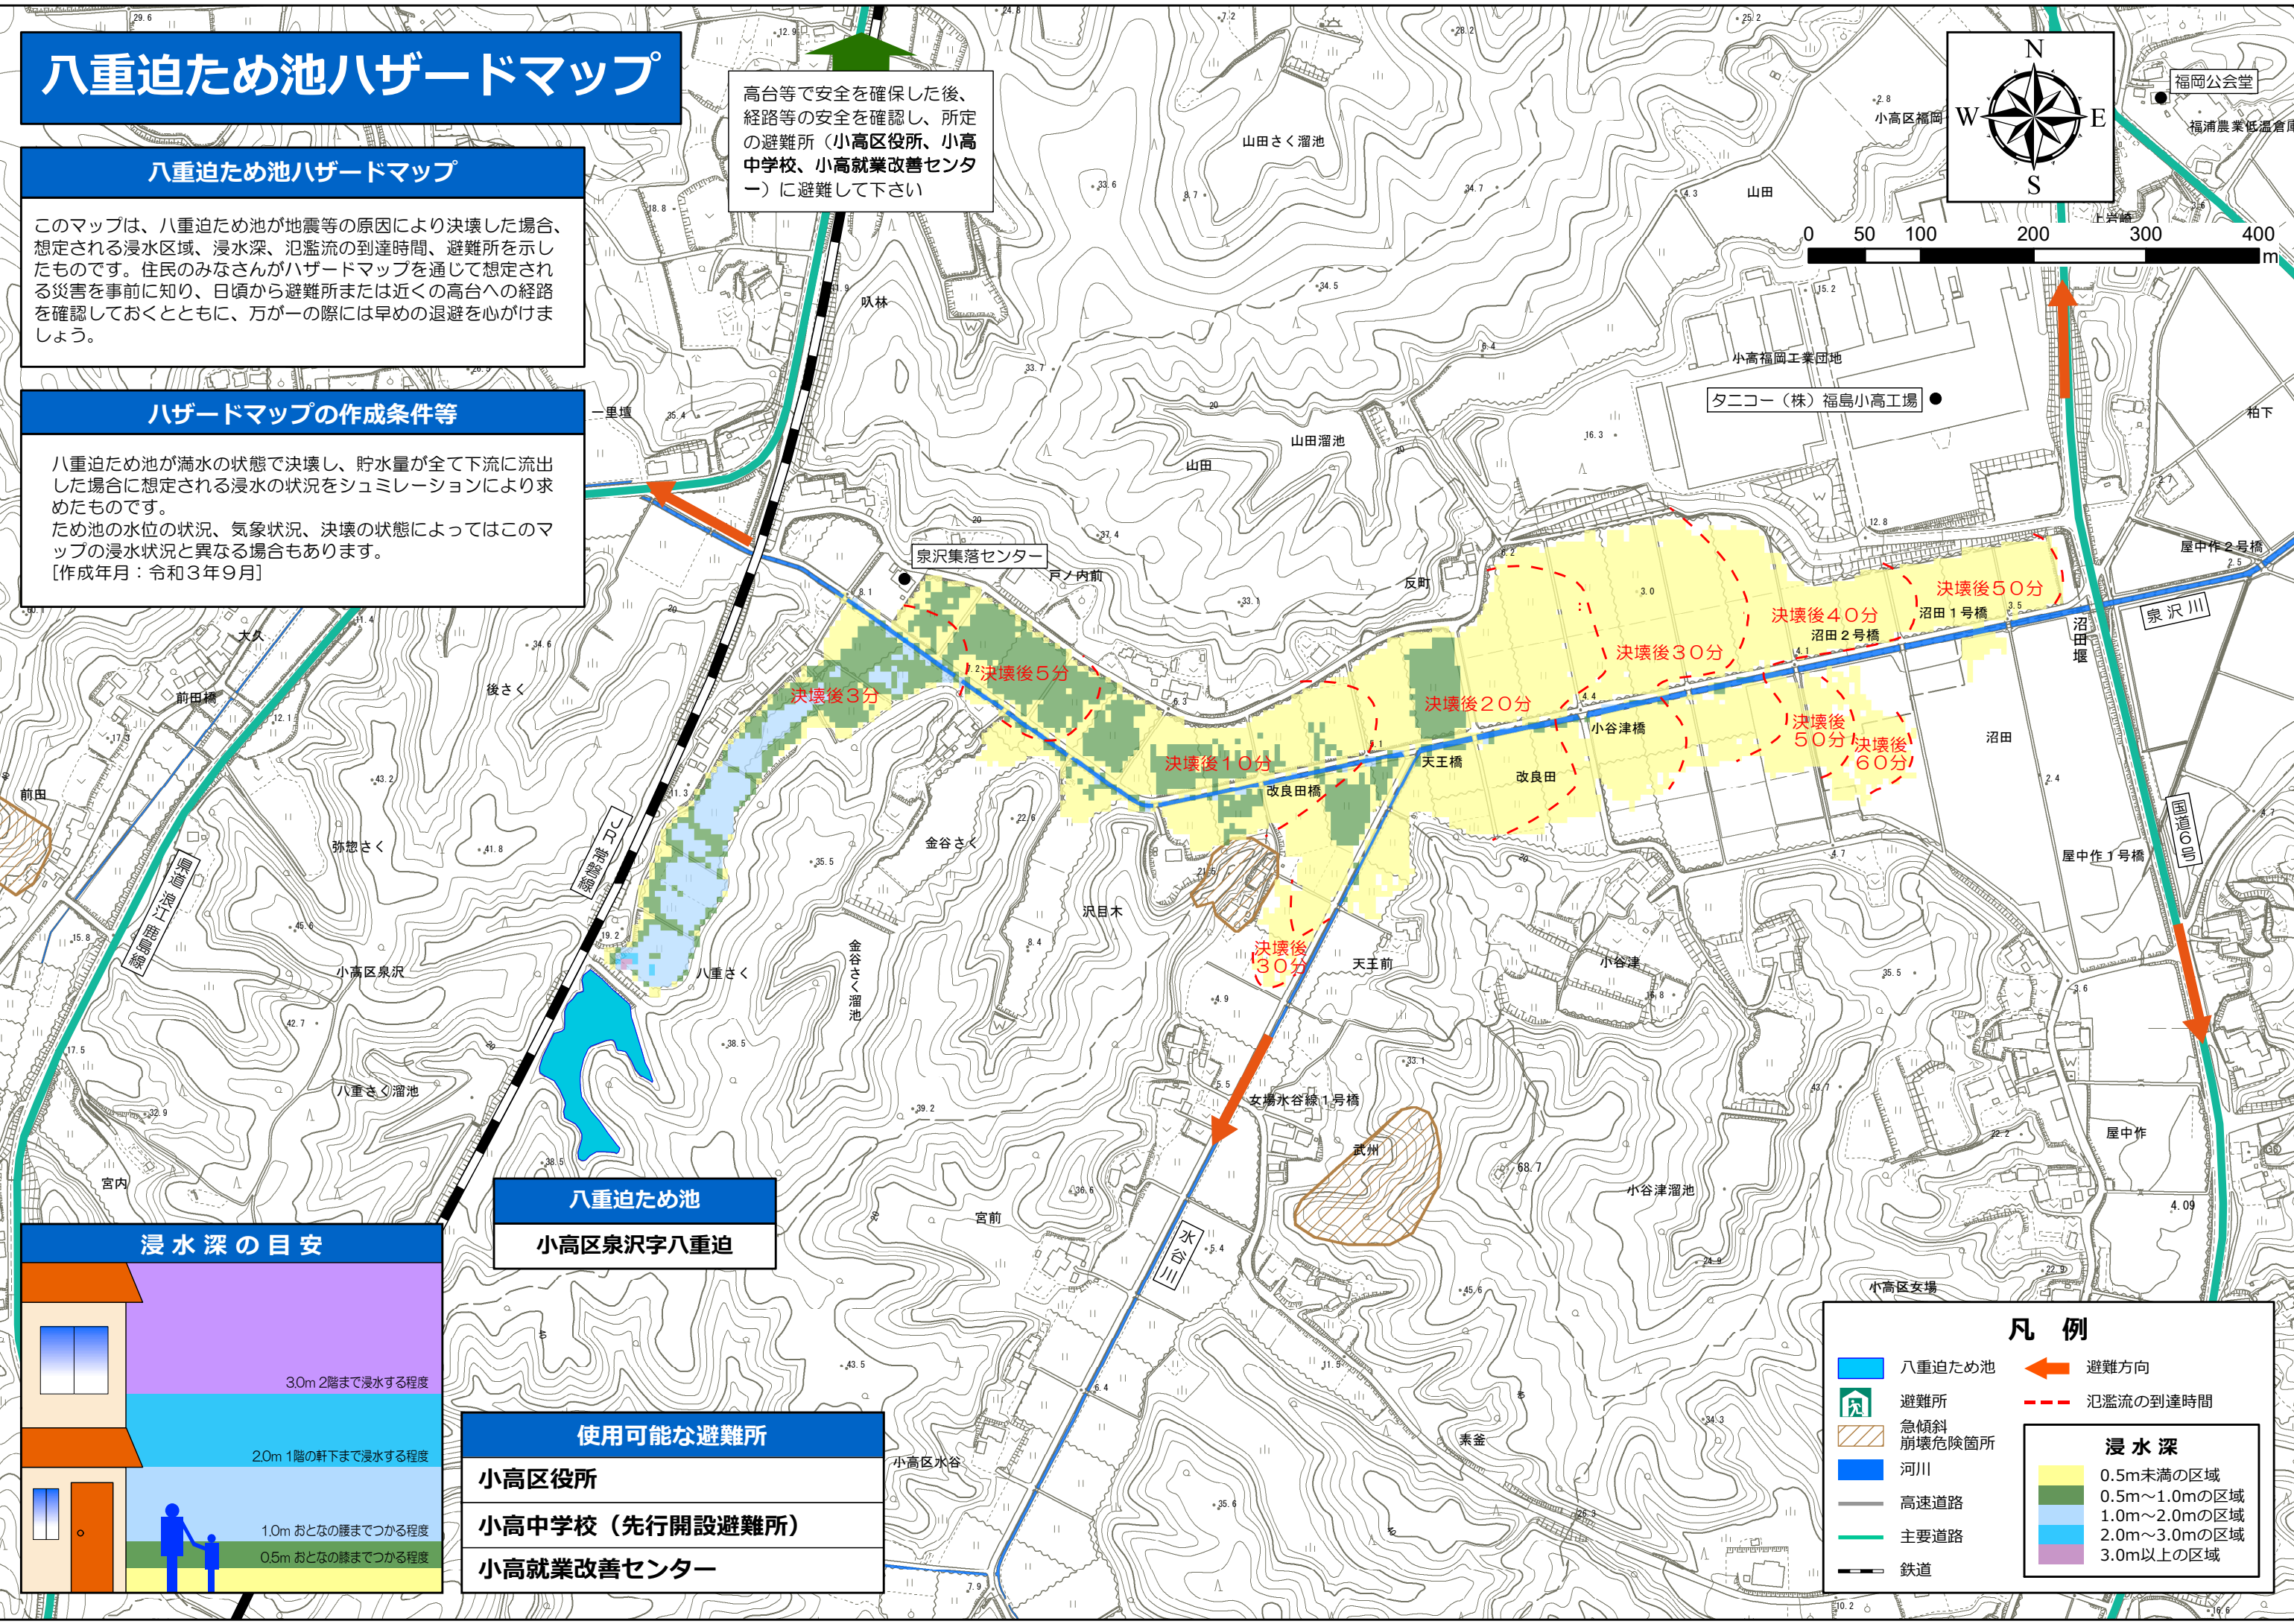 八重迫ため池ハザードマップ
八重迫ため池ハザードマップ
このマップは、八重迫ため池が地震等の原因により決壊した場合、
想定される浸水区域、浸水深、氾濫流の到達時間、避難所を示し
たものです。住民のみなさんがハザードマップを通じて想定され
る災害を事前に知り、日頃から避難所または近くの高台への経路
を確認しておくとともに、万が一の際には早めの退避を心がけま
しょう。
ハザードマップの作成条件等
八重迫ため池が満水の状態で決壊し、貯水量が全て下流に流出
した場合に想定される浸水の状況をシュミレーションにより求
めたものです。
ため池の水位の状況、気象状況、決壊の状態によってはこのマ
ップの浸水状況と異なる場合もあります。
[作成年月：令和３年９月]
高台等で安全を確保した後、
経路等の安全を確認し、所定
の避難所（小高区役所、小高
中学校、小高就業改善センタ
ー）に避難して下さい
N
W
E
S
0 50 100 200 300 400
m
福岡公会堂
福浦農業低温倉庫
小高区福岡
上岩崎
山田さく溜池
山田
叺林
一里壇
小高福岡工業団地
タニコー（株）福島小高工場
柏下
山田溜池
山田
泉沢集落センター
戸ノ内前
反町
屋中作２号橋
泉沢川
沼田堰
沼田１号橋
沼田２号橋
決壊後３分
決壊後５分
決壊後１０分
決壊後２０分
決壊後３０分
決壊後４０分
決壊後５０分
決壊後
５０分
決壊後
６０分
決壊後
３０分
小谷津橋
天王橋
改良田橋
改良田
沼田
大久
前田橋
後さく
前田
弥惣さく
県道 浪江鹿島線
JR常磐線
国道６号
屋中作１号橋
金谷さく
沢目木
金谷さく溜池
八重さく
小高区泉沢
八重さく溜池
天王前
小谷津
女場水谷線１号橋
武州
小谷津溜池
屋中作
宮内
宮前
水谷川
小高区女場
小高区水谷
素釜
4.09
68.7
八重迫ため池
小高区泉沢字八重迫
浸水深の目安
3.0m 2階まで浸水する程度
2.0m 1階の軒下まで浸水する程度
1.0m おとなの腰までつかる程度
0.5m おとなの膝までつかる程度
使用可能な避難所
小高区役所
小高中学校（先行開設避難所）
小高就業改善センター
凡 例
八重迫ため池
避難方向
避難所
氾濫流の到達時間
急傾斜
崩壊危険箇所
河川
高速道路
主要道路
鉄道
浸水深
0.5m未満の区域
0.5m～1.0mの区域
1.0m～2.0mの区域
2.0m～3.0mの区域
3.0m以上の区域